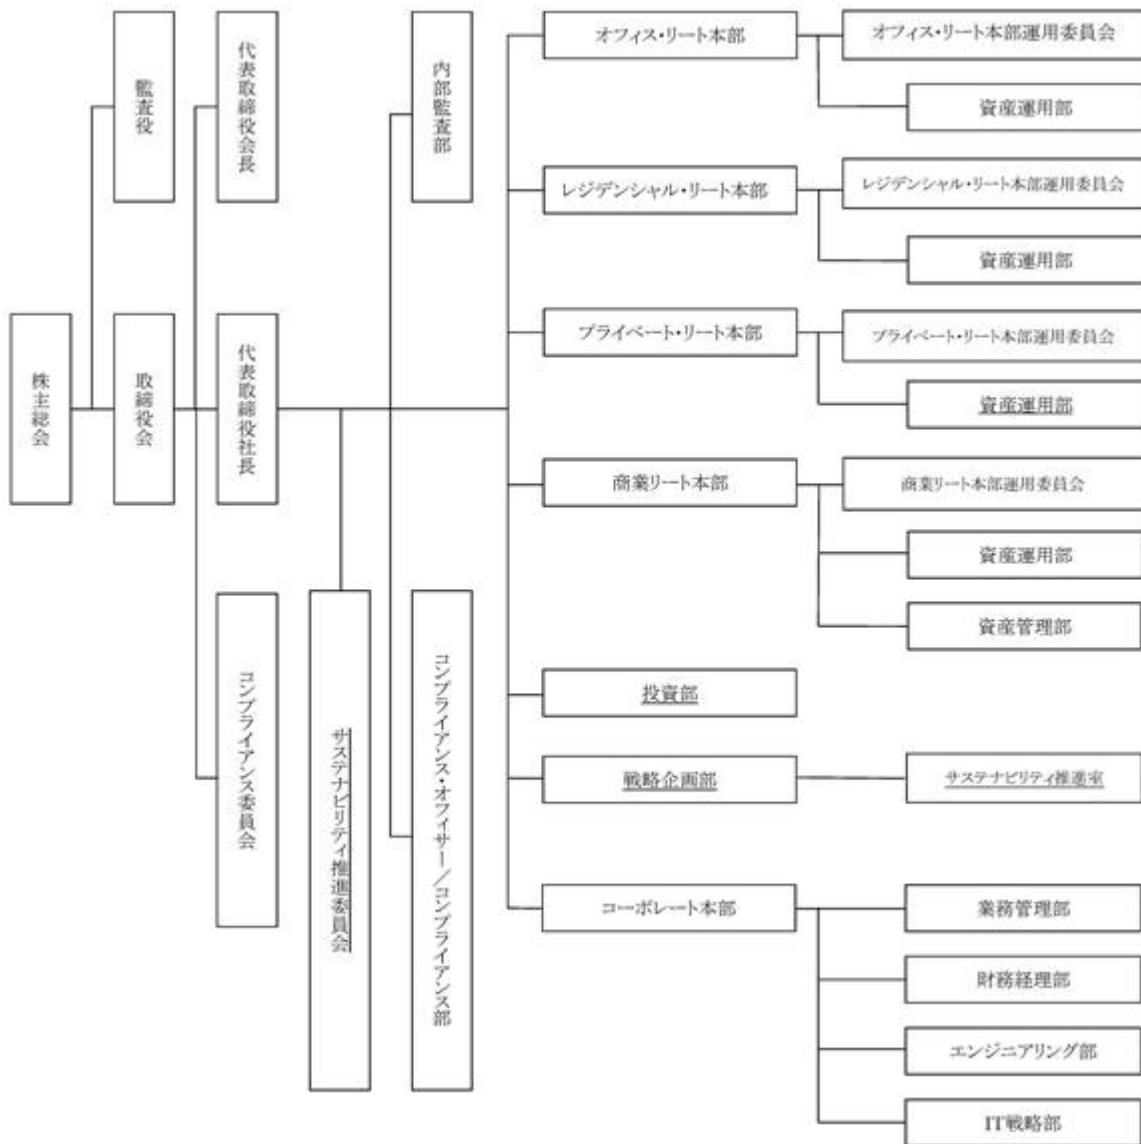 株主総会
監査役
取締役会
代表取締役会長
代表取締役社長
コンプライアンス委員会
サステナビリティ推進委員会
内部監査部
コンプライアンス・オフィサー／コンプライアンス部
オフィス・リート本部
オフィス・リート本部運用委員会
資産運用部
レジデンシャル・リート本部
レジデンシャル・リート本部運用委員会
資産運用部
プライベート・リート本部
プライベート・リート本部運用委員会
資産運用部
商業リート本部
商業リート本部運用委員会
資産運用部
資産管理部
投資部
戦略企画部
サステナビリティ推進室
コーポレート本部
業務管理部
財務経理部
エンジニアリング部
IT戦略部